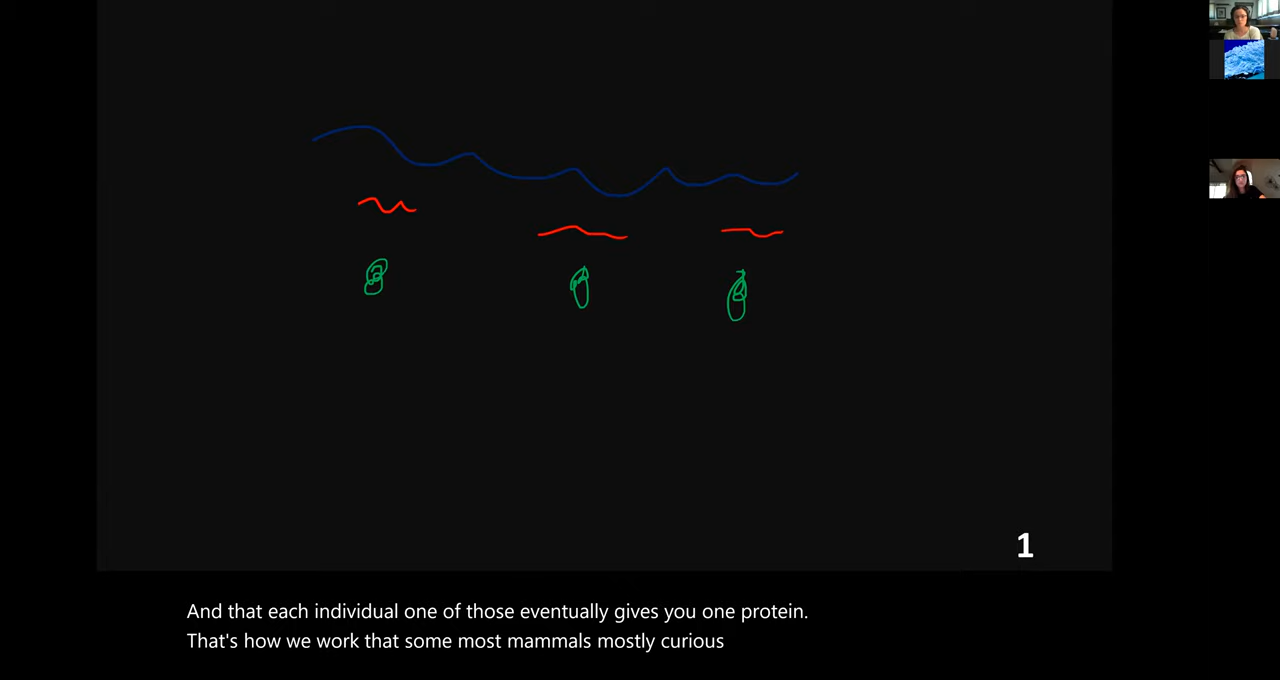 1
And that each individual one of those eventually gives you one protein.
That's how we work that some most mammals mostly curious